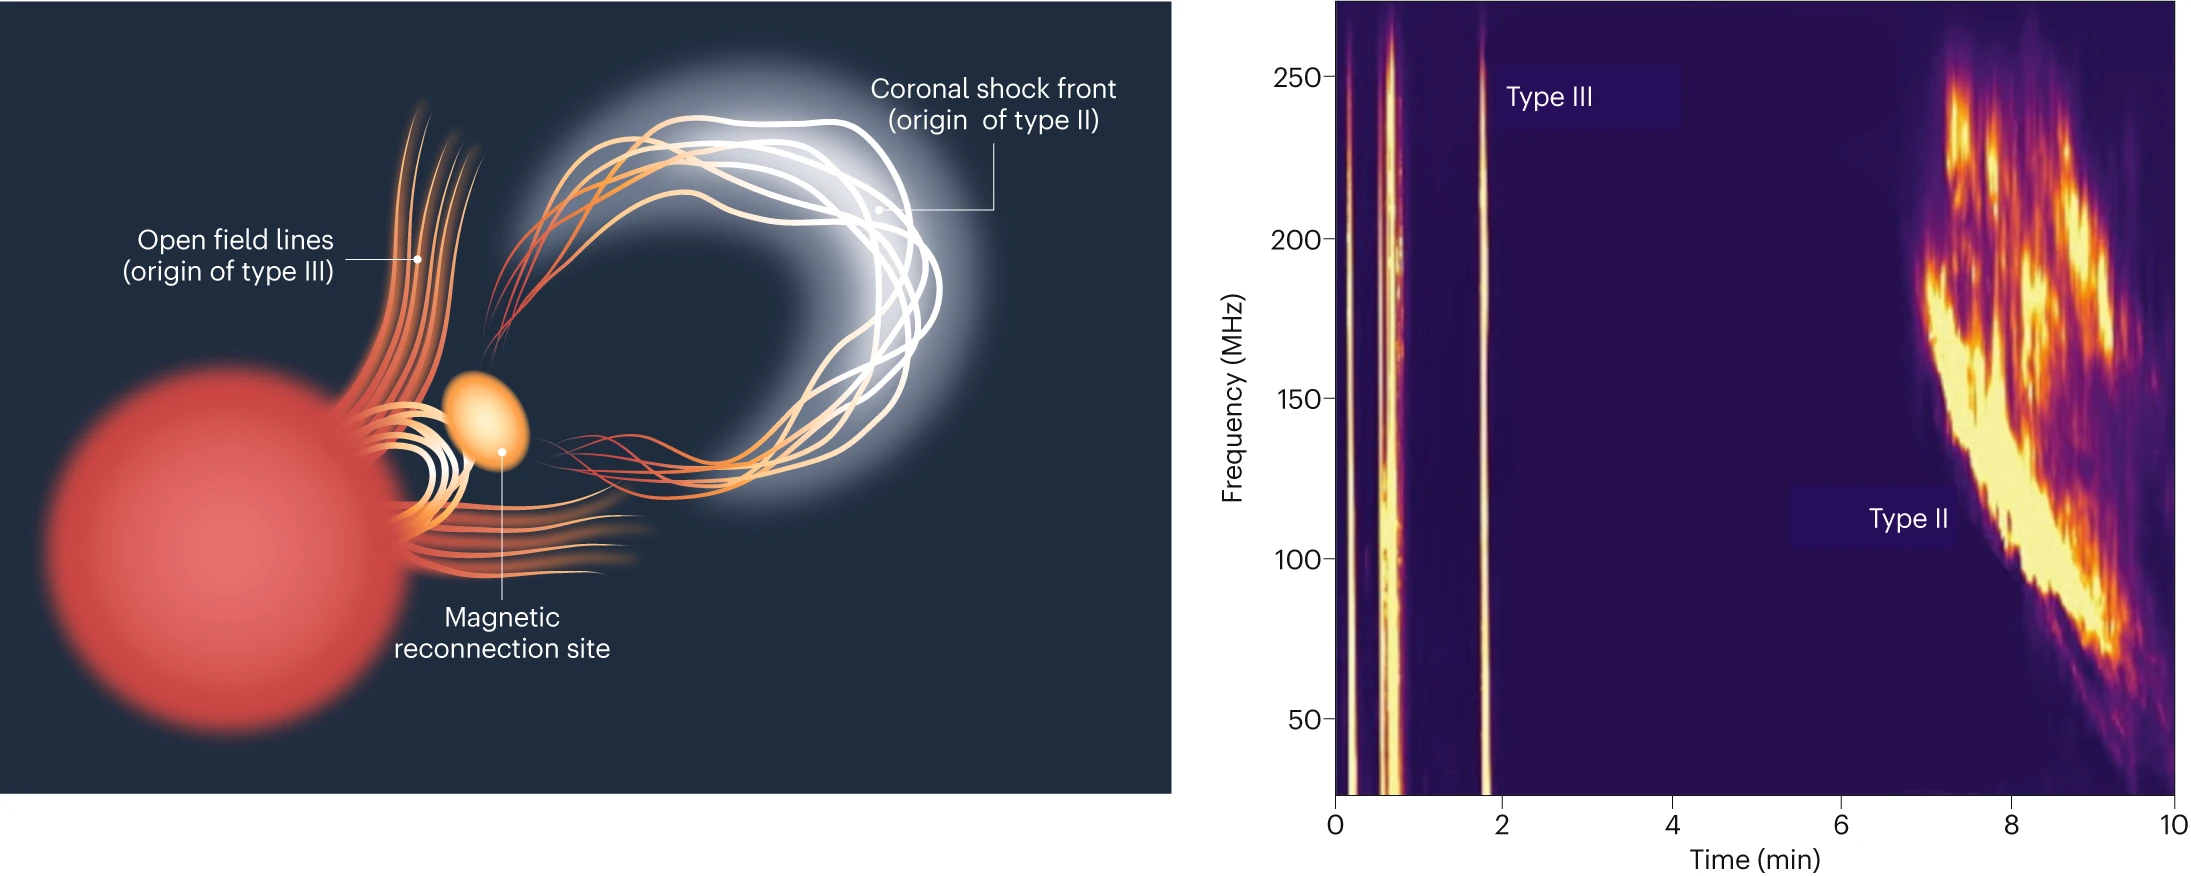 Coronal shock front
(origin of type II)
Open field lines
(origin of type III)
Magnetic
reconnection site
Frequency (MHz)
250
200
150
100
50
Type III
Type II
0 2 4 6 8 10
Time (min)